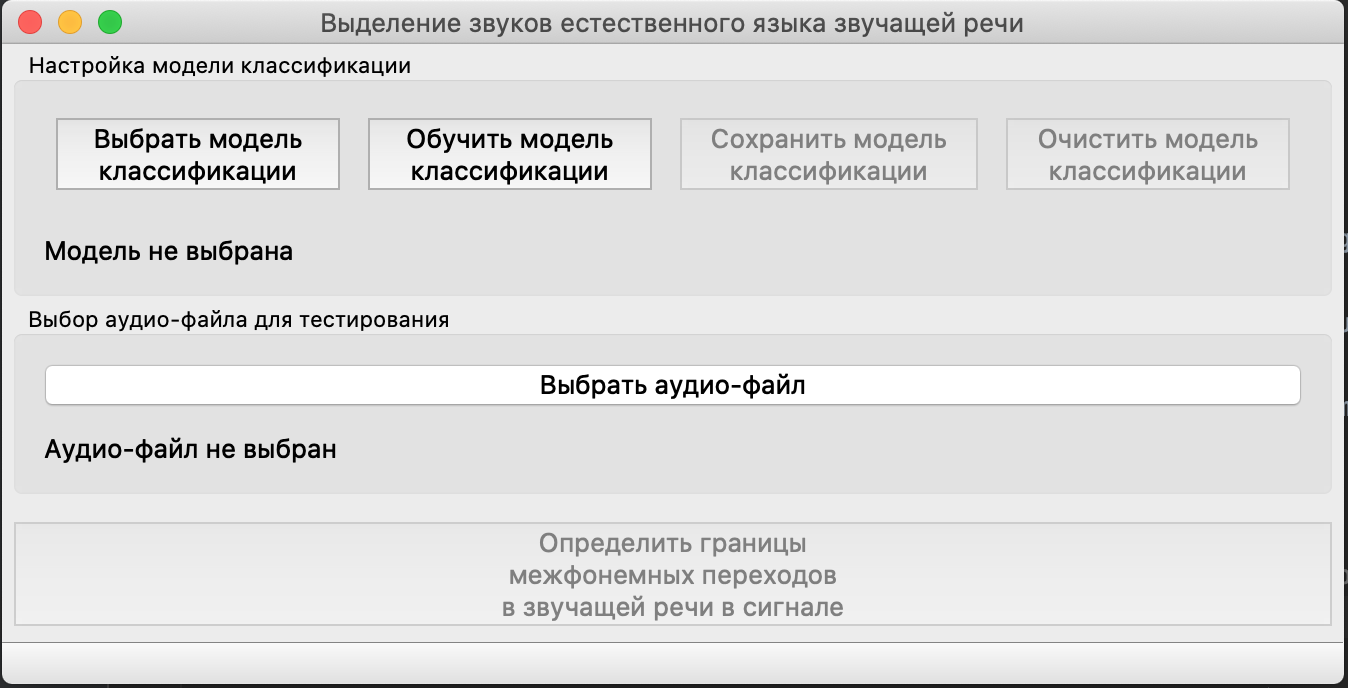 Выделение звуков естественного языка звучащей речи
Настройка модели классификации
Выбрать модель
классификации
Обучить модель
классификации
Сохранить модель
классификации
Очистить модель
классификации
Модель не выбрана
Выбор аудио-файла для тестирования
Выбрать аудио-файл
Аудио-файл не выбран
Определить границы
межфонемных переходов
в звучащей речи в сигнале